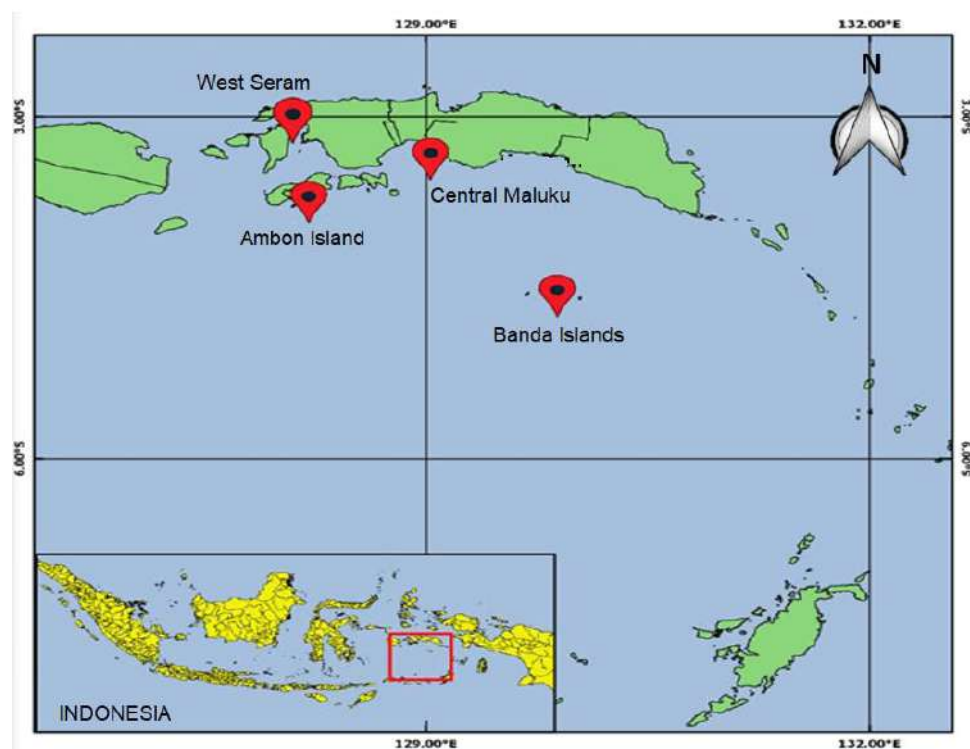 129.00°E 132.00°E
N
West Seram
3.00°S 3.00°S
Central Maluku
Ambon Island
Banda Islands
6.00°S 6.00°S
INDONESIA
129.00°E 132.00°E